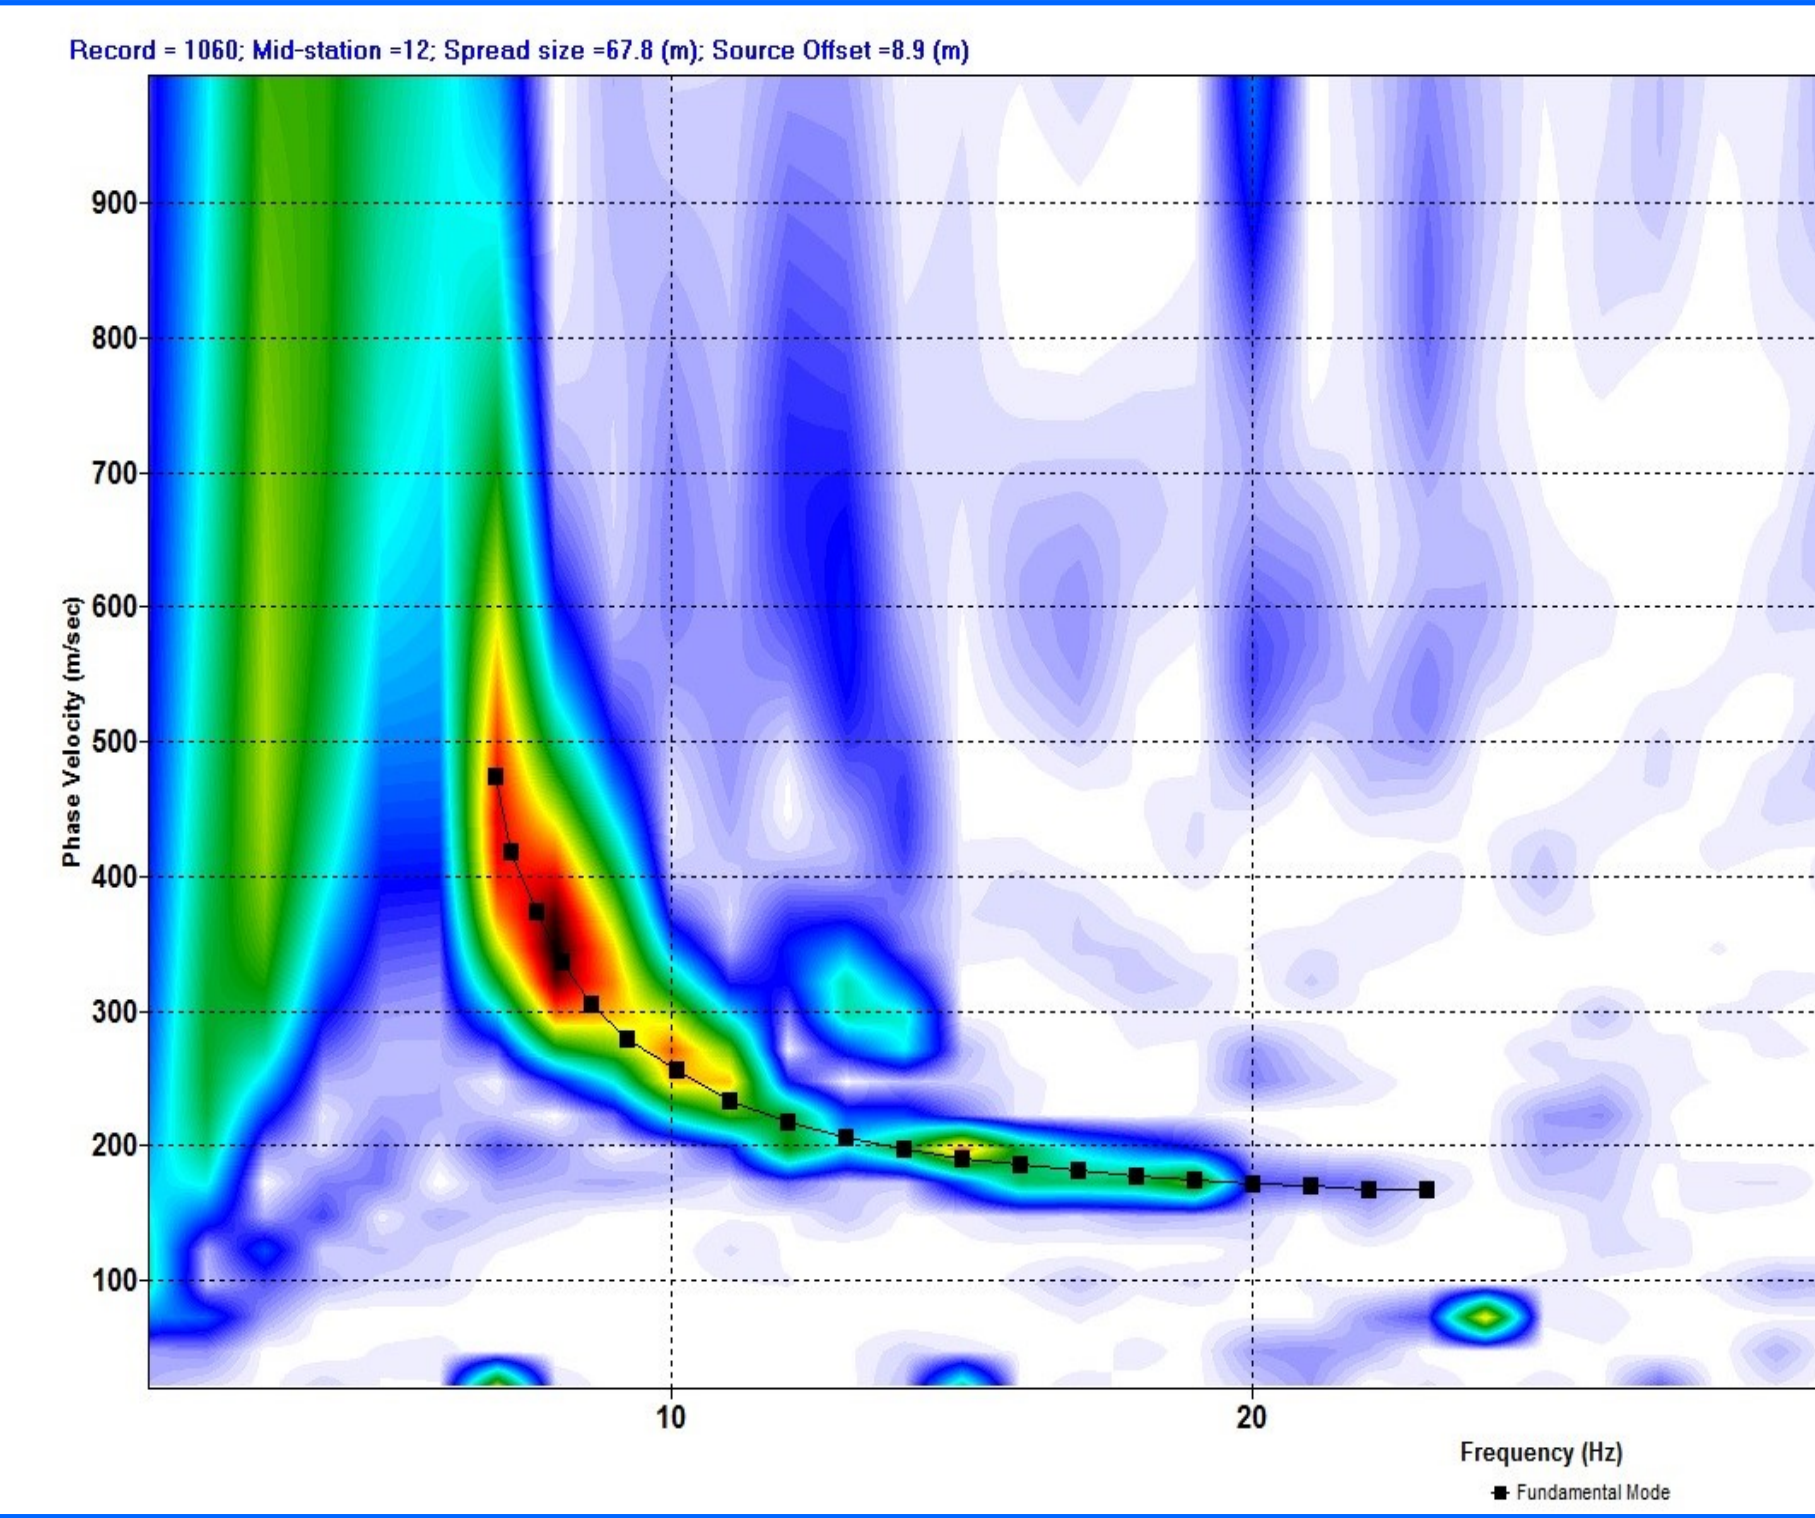 Record = 1060; Mid-station =12; Spread size =67.8 (m); Source Offset =8.9 (m)
900
800
700
600
500
400
300
200
100
Phase Velocity (m/sec)
10 20
Frequency (Hz)
Fundamental Mode